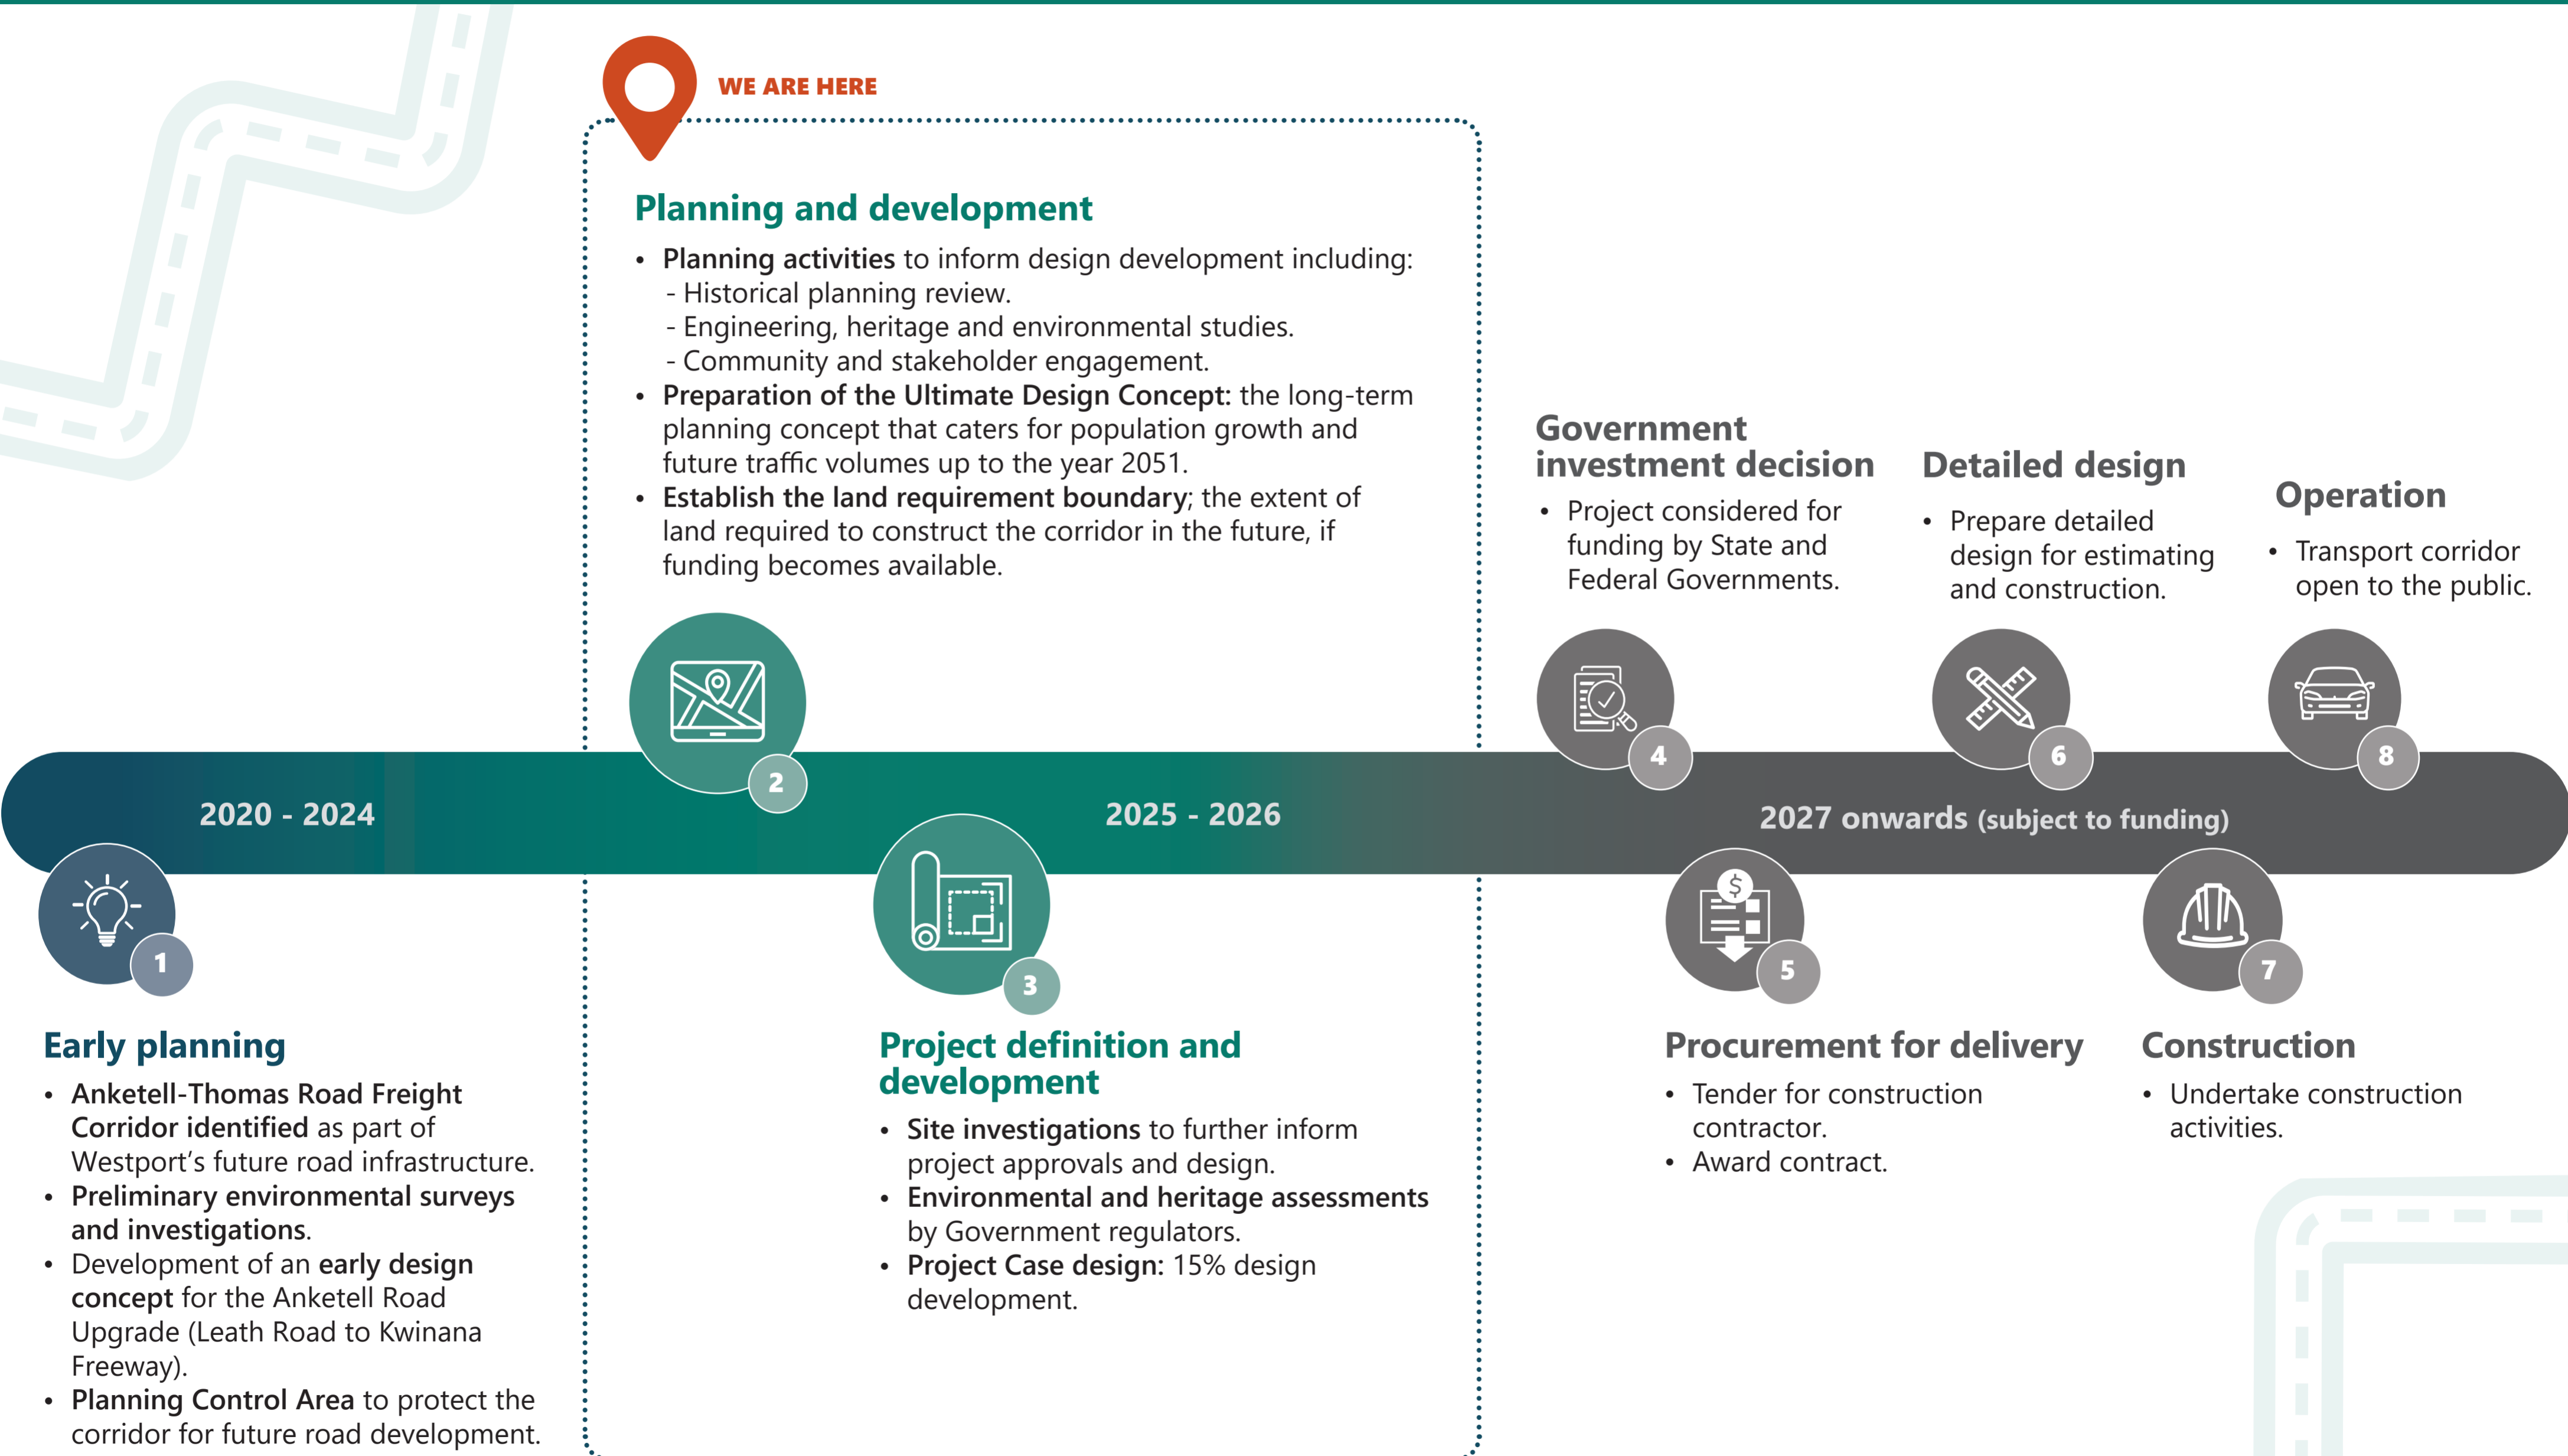 WE ARE HERE
Planning and development
• Planning activities to inform design development including:
- Historical planning review.
- Engineering, heritage and environmental studies.
- Community and stakeholder engagement.
• Preparation of the Ultimate Design Concept: the long-term
planning concept that caters for population growth and
future traffic volumes up to the year 2051.
• Establish the land requirement boundary; the extent of
land required to construct the corridor in the future, if
funding becomes available.
Government
investment decision
• Project considered for
funding by State and
Federal Governments.
Detailed design
• Prepare detailed
design for estimating
and construction.
Operation
• Transport corridor
open to the public.
2
4
6
8
2020 - 2024
2025 - 2026
2027 onwards (subject to funding)
1
3
$
5
7
Early planning
• Anketell-Thomas Road Freight
Corridor identified as part of
Westport's future road infrastructure.
• Preliminary environmental surveys
and investigations.
• Development of an early design
concept for the Anketell Road
Upgrade (Leath Road to Kwinana
Freeway).
• Planning Control Area to protect the
corridor for future road development.
Project definition and
development
• Site investigations to further inform
project approvals and design.
• Environmental and heritage assessments
by Government regulators.
• Project Case design: 15% design
development.
Procurement for delivery
• Tender for construction
contractor.
• Award contract.
Construction
• Undertake construction
activities.